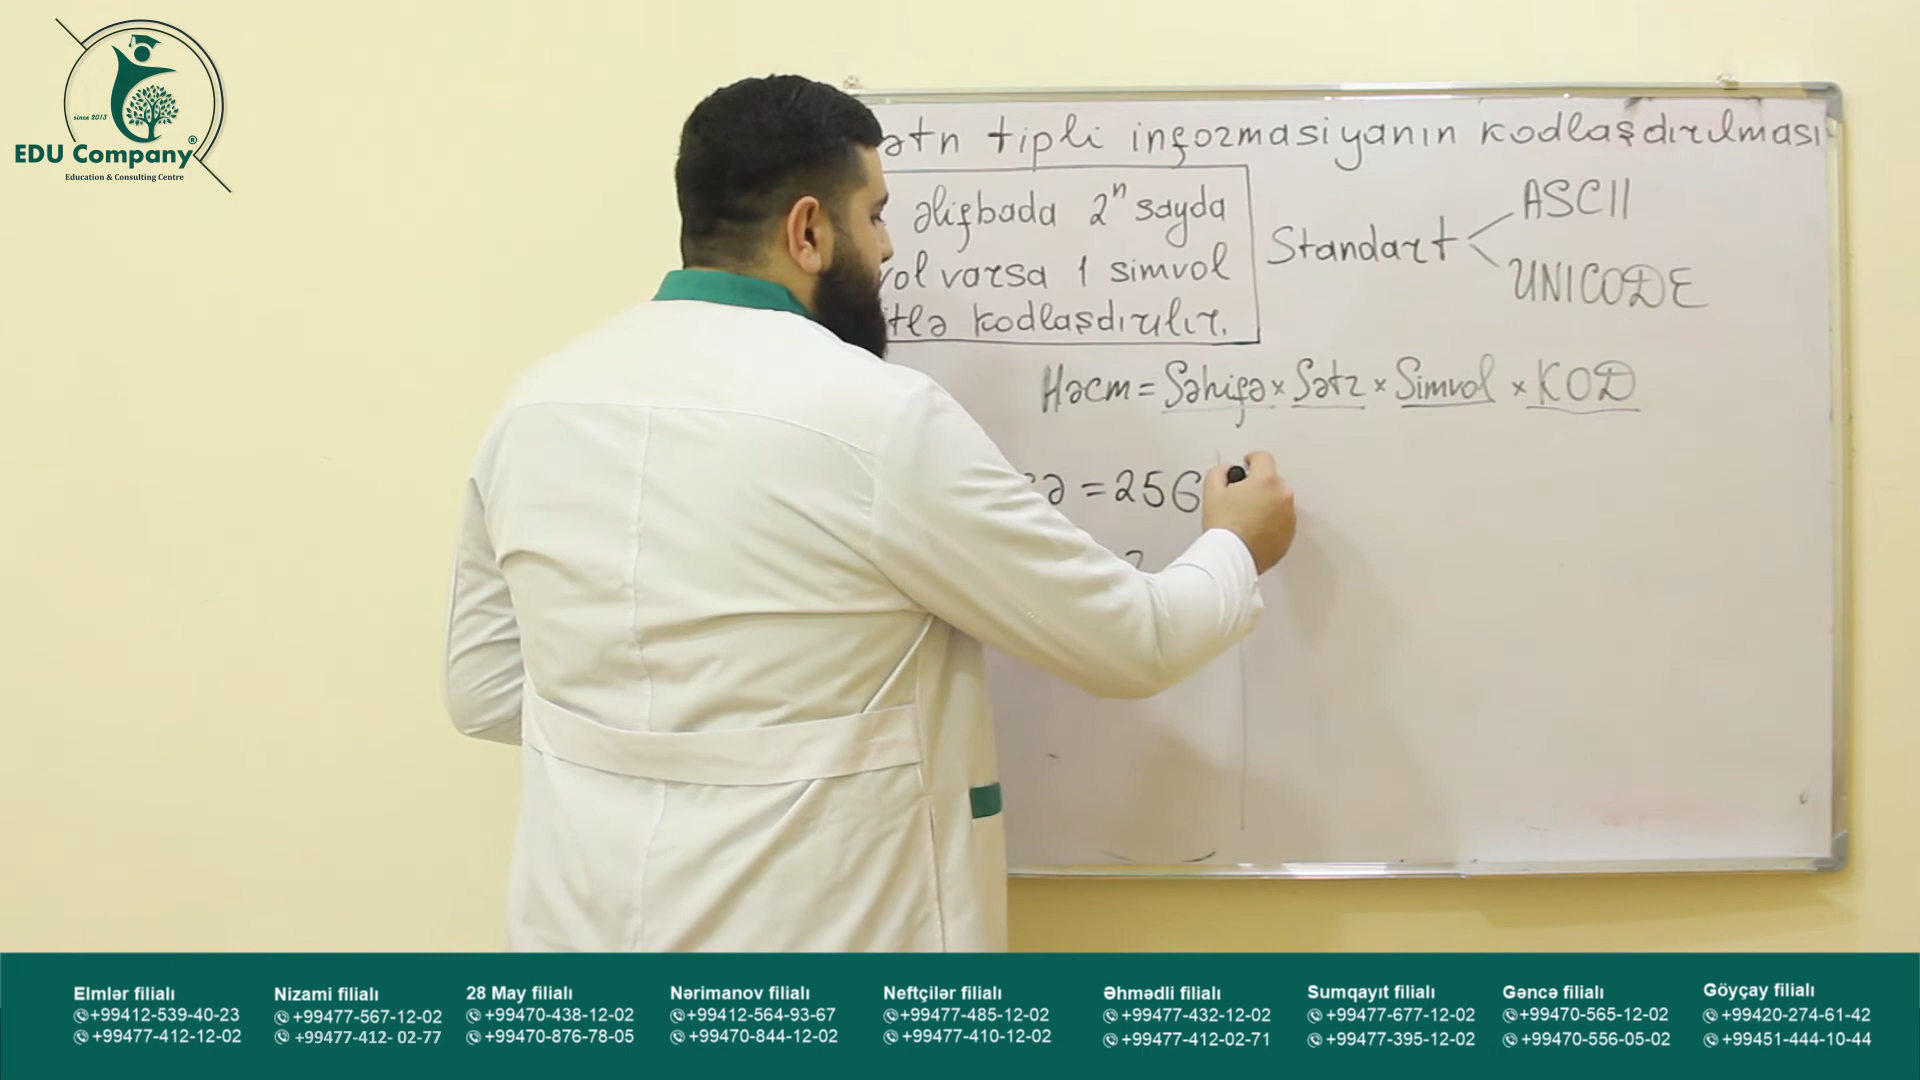 since 2013
EDU Company®
Education & Consulting Centre
tipli informasiyanın kodlaşdırılması
əlifbada 2ⁿ sayda
varsa 1 simvol
kodlaşdırılır.
Standart
ASCII
UNICODE
Həcm = Səhifə × Sətr × Simvol × KOD
= 256
Elmlər filialı
+99412-539-40-23
+99477-412-12-02
Nizami filialı
+99477-567-12-02
+99477-412- 02-77
28 May filialı
+99470-438-12-02
+99470-876-78-05
Nərimanov filialı
+99412-564-93-67
+99470-844-12-02
Neftçilər filialı
+99477-485-12-02
+99477-410-12-02
Əhmədli filialı
+99477-432-12-02
+99477-412-02-71
Sumqayıt filialı
+99477-677-12-02
+99477-395-12-02
Gəncə filialı
+99470-565-12-02
+99470-556-05-02
Göyçay filialı
+99420-274-61-42
+99451-444-10-44